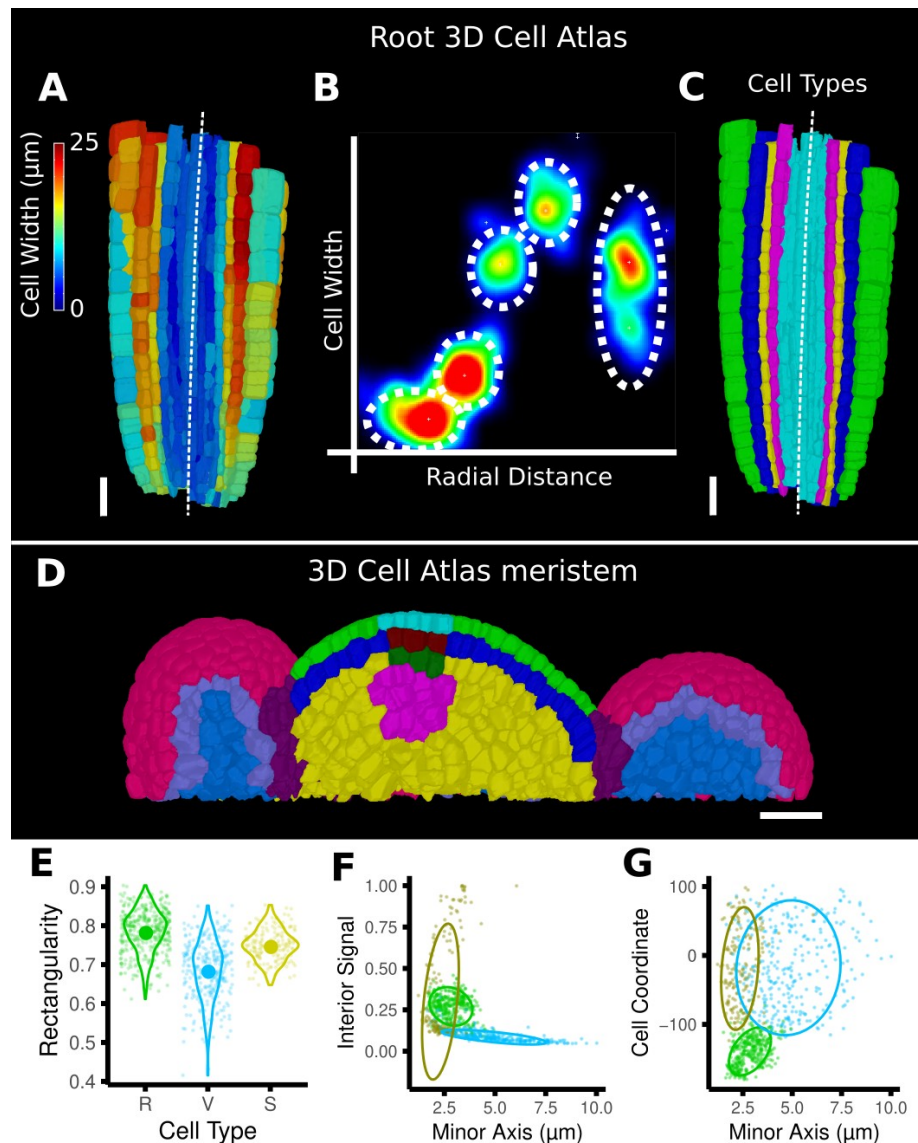 Root 3D Cell Atlas
A
B
C
Cell Types
25
Cell Width (μm)
0
Cell Width
Radial Distance
D
3D Cell Atlas meristem
E
0.9
0.8
0.7
0.6
0.5
0.4
Rectangularity
R V S
Cell Type
F
1.00
0.75
0.50
0.25
0.00
Interior Signal
2.5 5.0 7.5 10.0
Minor Axis (μm)
G
100
0
−100
Cell Coordinate
2.5 5.0 7.5 10.0
Minor Axis (μm)